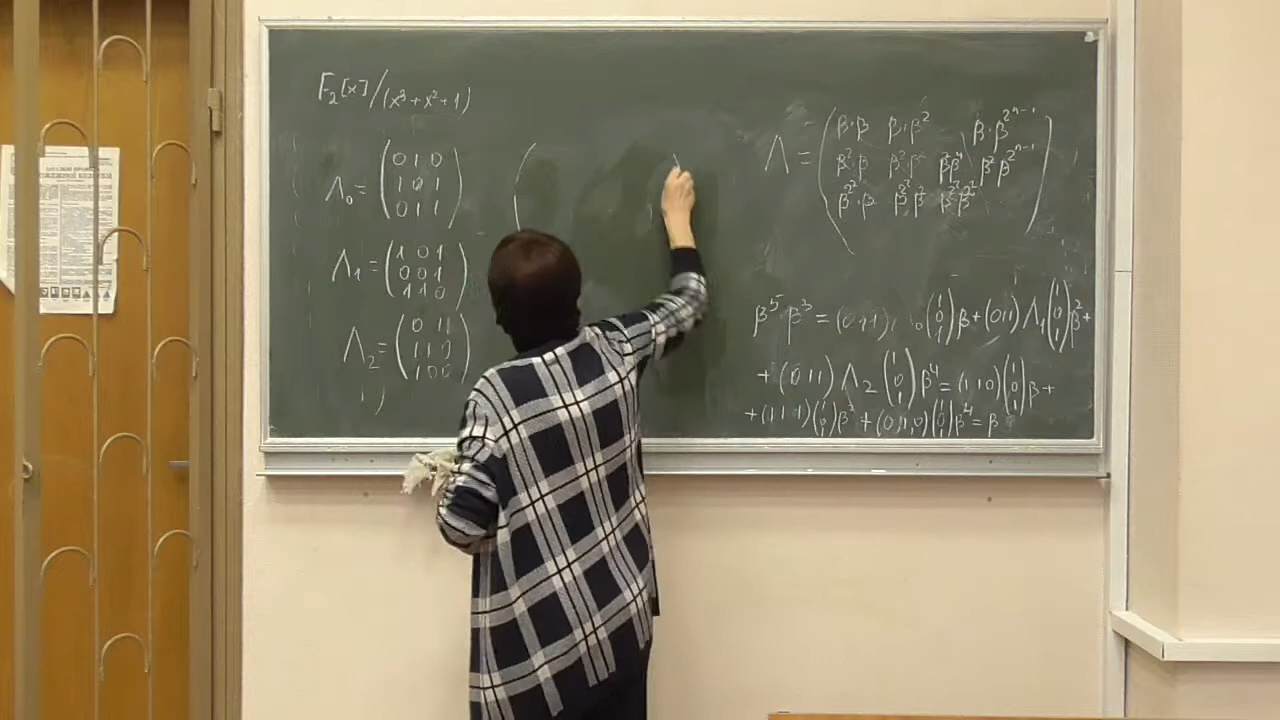 F₂[x]/(x³+x²+1)
Λ₀= (0 1 0
1 0 1
0 1 1)
Λ₁= (1 0 1
0 0 1
1 1 0)
Λ₂= (0 1 1
1 1 0
1 0 0)
Λ = (β·β β·β² β·β^{2^{n-1}}
β²·β β²·β² β²β⁴ β²β^{2^{n-1}}
β^{2²}·β β^{2²}β² β^{2²}β^{2²})
β⁵ β³ = (0 1 1) (1 0 1)β + (0 1 1) Λ₁ (1 0 1)β² +
+ (0 1 1) Λ₂ (1 0 1) β⁴ = (1 1 0) (1 0 1) β +
+ (1 0 1) β² + (0,1,0) (1 0 1) β⁴ = β